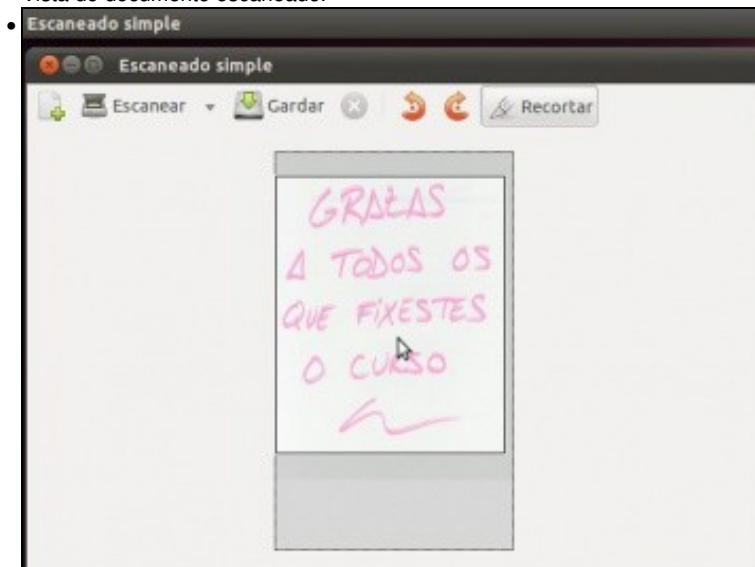 Vista do documento escaneado.
Escaneado simple
Escaneado simple
Escanear Gardar Recortar
GRAZAS
A TODOS OS
QUE FIXESTES
O CURSO